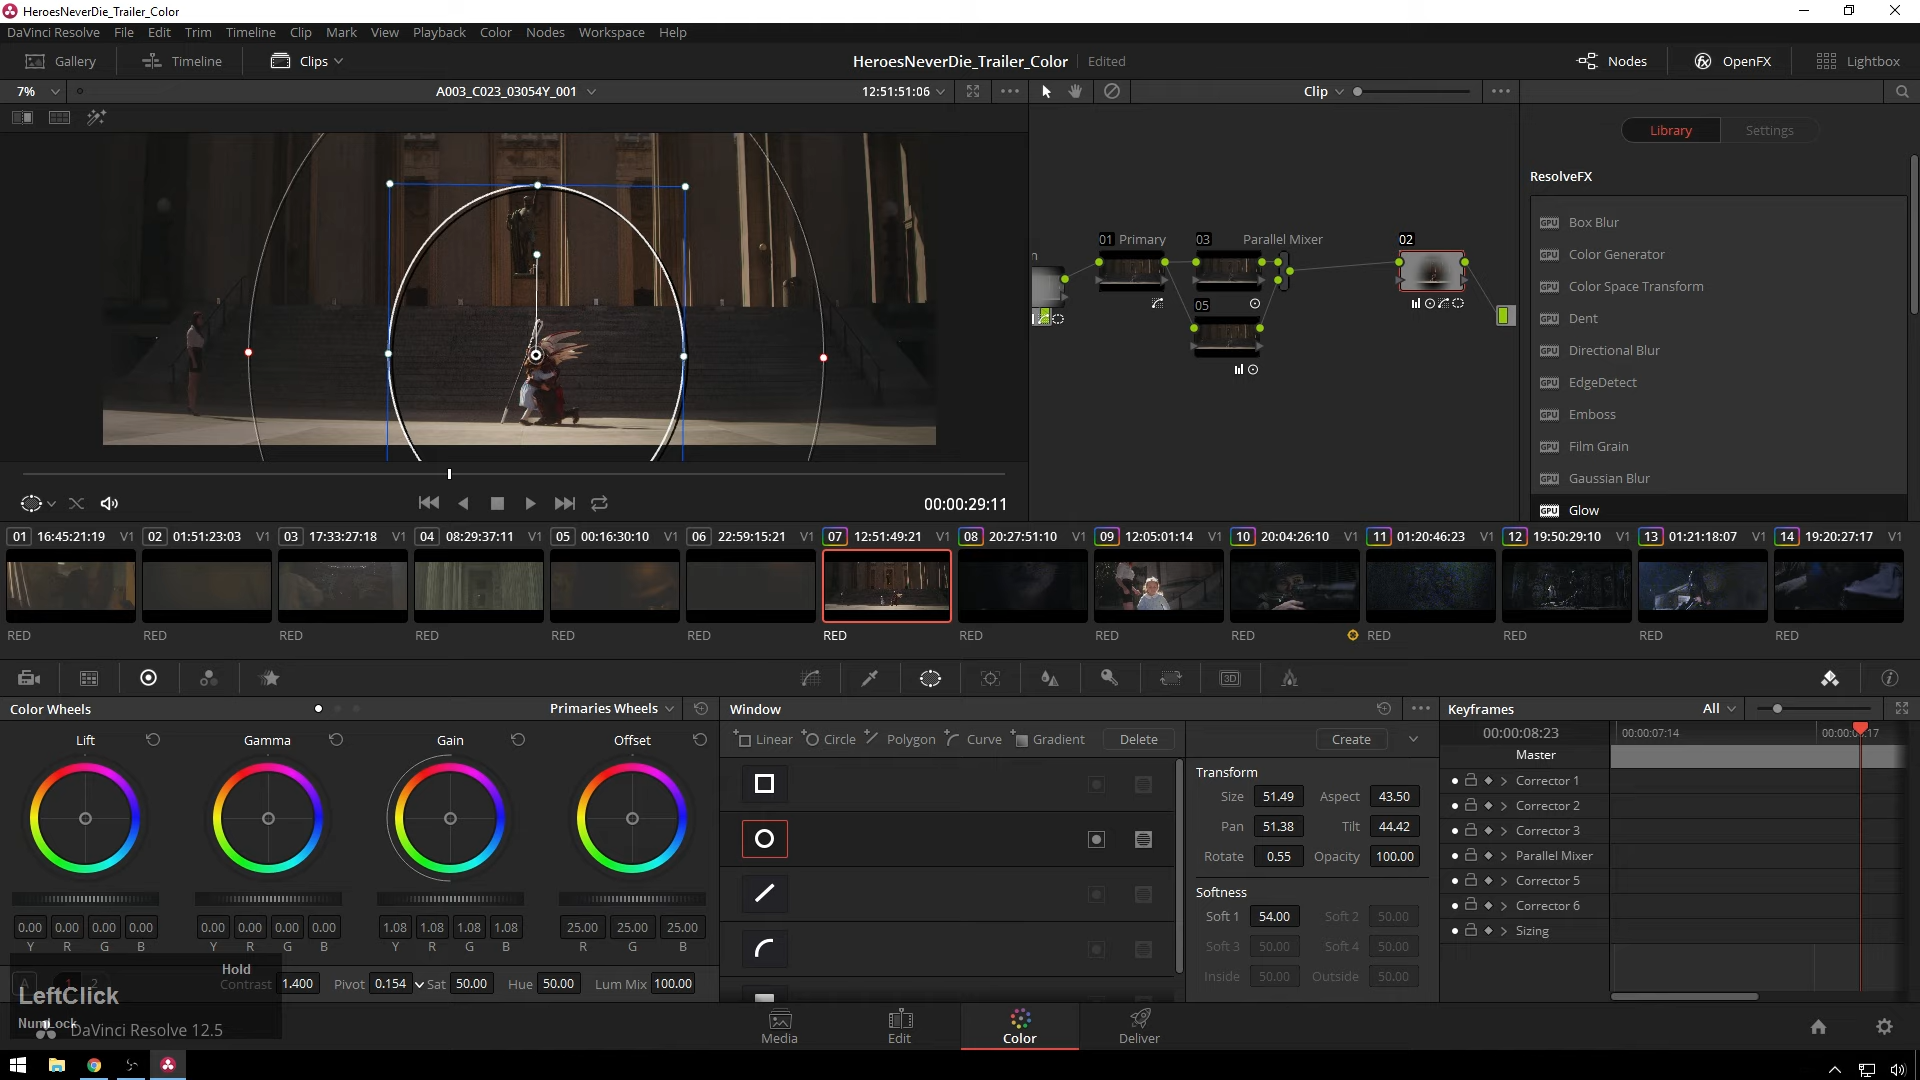 HeroesNeverDie_Trailer_Color
DaVinci Resolve File Edit Trim Timeline Clip Mark View Playback Color Nodes Workspace Help
Gallery Timeline Clips HeroesNeverDie_Trailer_Color Edited Nodes OpenFX Lightbox
7% A003_C023_03054Y_001 12:51:51:06 Clip
Library Settings
ResolveFX
GPU Box Blur
GPU Color Generator
GPU Color Space Transform
GPU Dent
GPU Directional Blur
GPU EdgeDetect
GPU Emboss
GPU Film Grain
GPU Gaussian Blur
GPU Glow
01 Primary 03 Parallel Mixer 02
05
00:00:29:11
01 16:45:21:19 V1 02 01:51:23:03 V1 03 17:33:27:18 V1 04 08:29:37:11 V1 05 00:16:30:10 V1 06 22:59:15:21 V1 07 12:51:49:21 V1 08 20:27:51:10 V1 09 12:05:01:14 V1 10 20:04:26:10 V1 11 01:20:46:23 V1 12 19:50:29:10 V1 13 01:21:18:07 V1 14 19:20:27:17 V1
RED RED RED RED RED RED RED RED RED RED RED RED RED RED
3D
Color Wheels Primaries Wheels
Lift Gamma Gain Offset
0.00 0.00 0.00 0.00 0.00 0.00 0.00 0.00 1.08 1.08 1.08 1.08 25.00 25.00 25.00
Y R G B Y R G B Y R G B R G B
A 1 2 Contrast 1.400 Pivot 0.154 Sat 50.00 Hue 50.00 Lum Mix 100.00
Hold
LeftClick
NumLock
DaVinci Resolve 12.5
Window
Linear Circle Polygon Curve Gradient Delete
Create
Transform
Size 51.49 Aspect 43.50
Pan 51.38 Tilt 44.42
Rotate 0.55 Opacity 100.00
Softness
Soft 1 54.00 Soft 2 50.00
Soft 3 50.00 Soft 4 50.00
Inside 50.00 Outside 50.00
Keyframes All
00:00:08:23 00:00:07:14
Master
Corrector 1
Corrector 2
Corrector 3
Parallel Mixer
Corrector 5
Corrector 6
Sizing
Media Edit Color Deliver